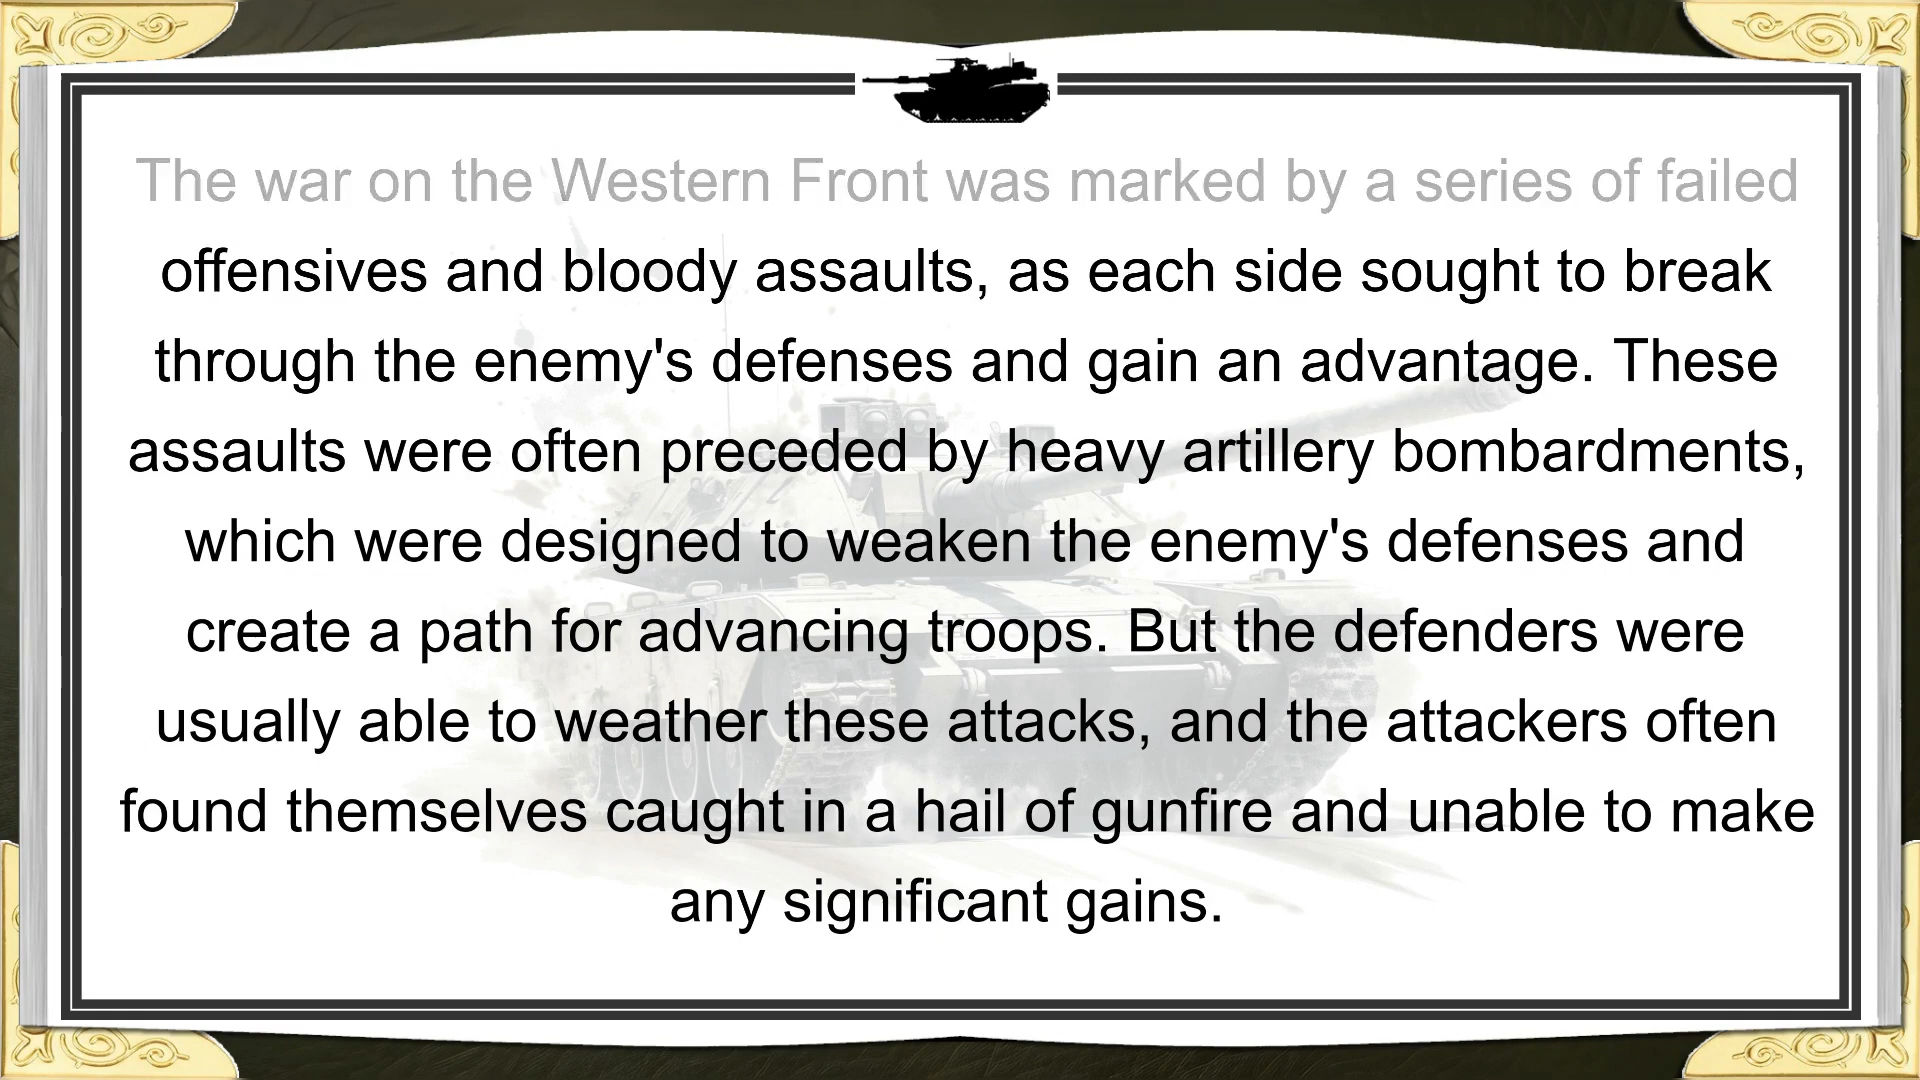 The war on the Western Front was marked by a series of failed
offensives and bloody assaults, as each side sought to break
through the enemy's defenses and gain an advantage. These
assaults were often preceded by heavy artillery bombardments,
which were designed to weaken the enemy's defenses and
create a path for advancing troops. But the defenders were
usually able to weather these attacks, and the attackers often
found themselves caught in a hail of gunfire and unable to make
any significant gains.